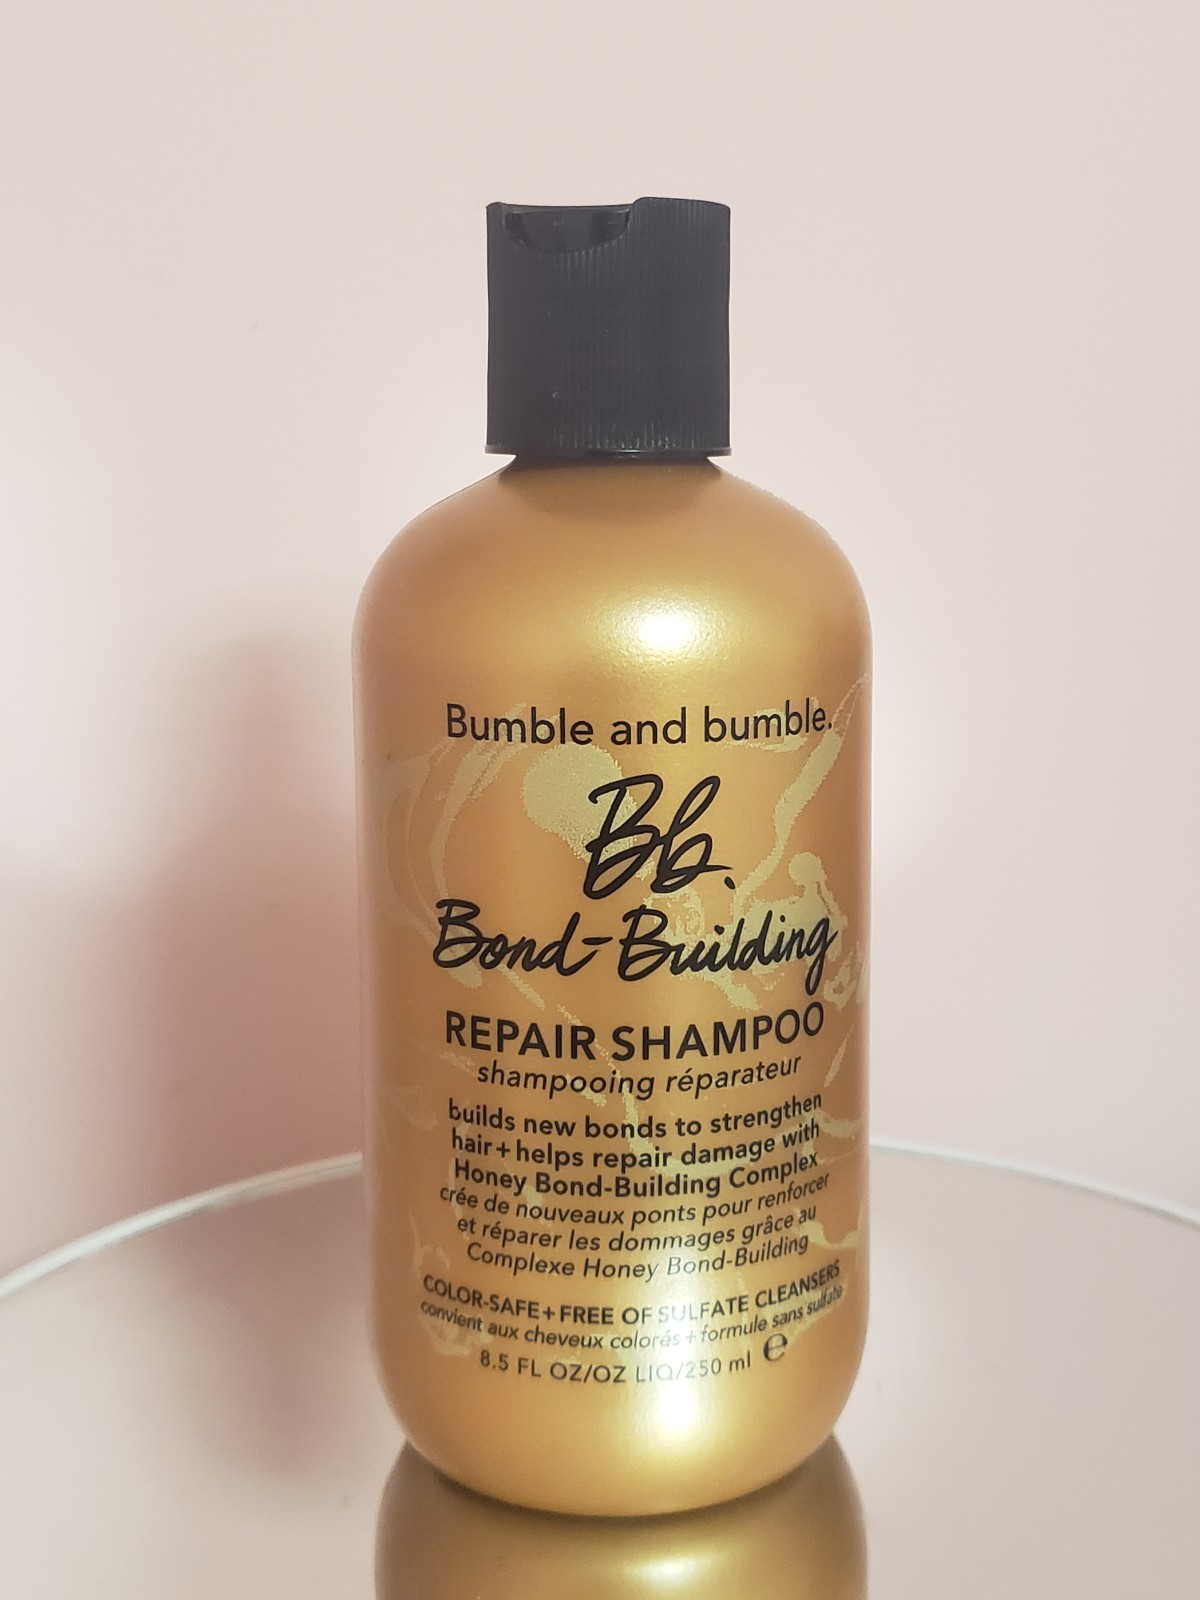 Bumble and bumble.
Bb.
Bond-Building
REPAIR SHAMPOO
shampooing réparateur
builds new bonds to strengthen
hair+helps repair damage with
Honey Bond-Building Complex
crée de nouveaux ponts pour renforcer
et réparer les dommages grâce au
Complexe Honey Bond-Building
COLOR-SAFE+FREE OF SULFATE CLEANSERS
convient aux cheveux colorés+formule sans sulfate
8.5 FL OZ/OZ LIQ/250 ml ℮